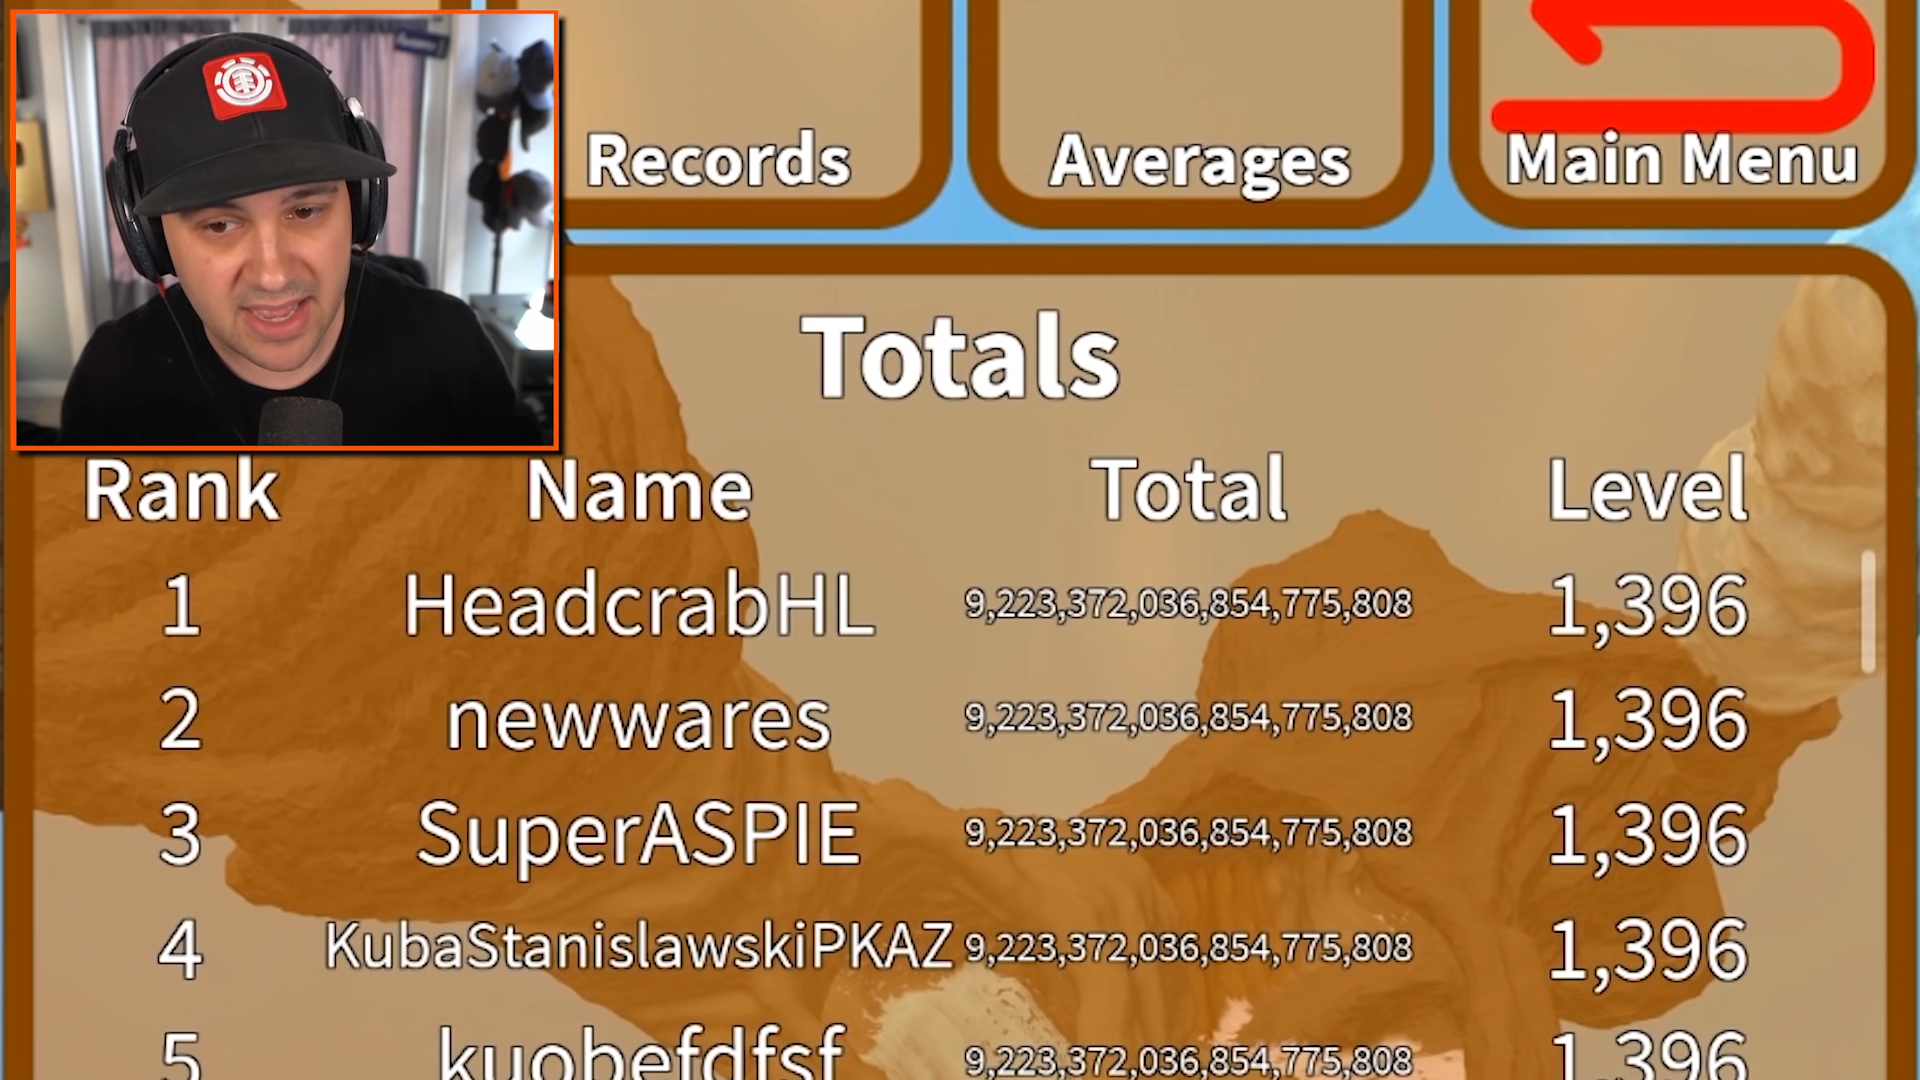 Records
Averages
Main Menu
Totals
Rank Name Total Level
1 HeadcrabHL 9,223,372,036,854,775,808 1,396
2 newwares 9,223,372,036,854,775,808 1,396
3 SuperASPIE 9,223,372,036,854,775,808 1,396
4 KubaStanislawskiPKAZ 9,223,372,036,854,775,808 1,396
5 kuobefdfsf 9,223,372,036,854,775,808 1,396